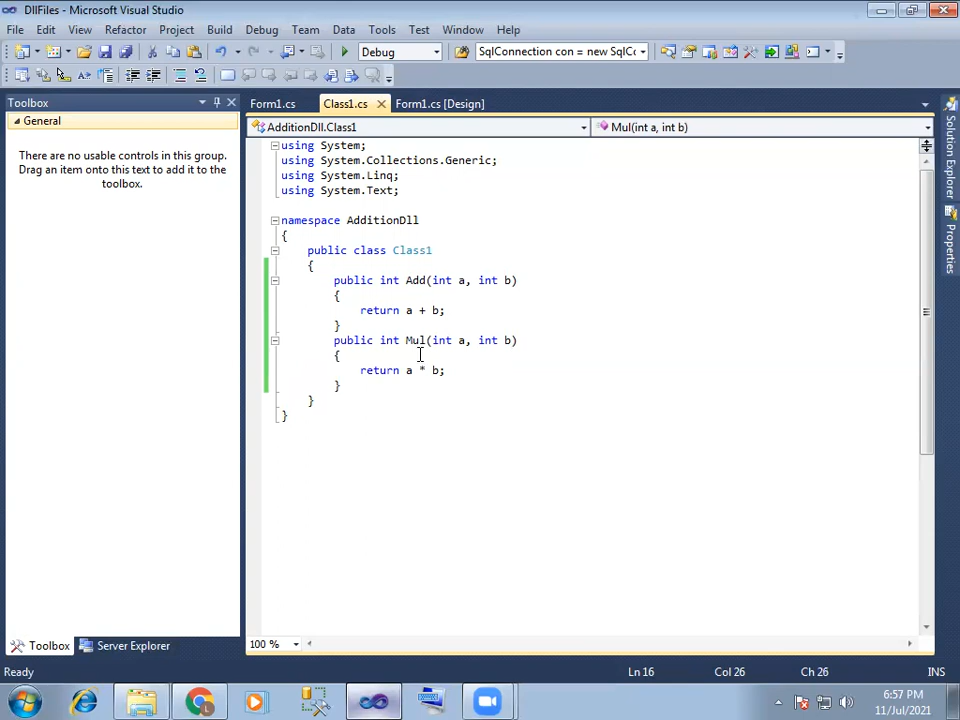 DllFiles - Microsoft Visual Studio
File Edit View Refactor Project Build Debug Team Data Tools Test Window Help
Debug SqlConnection con = new SqlCo
Toolbox
Form1.cs Class1.cs Form1.cs [Design]
General
AdditionDll.Class1 Mul(int a, int b)
There are no usable controls in this group.
Drag an item onto this text to add it to the
toolbox.
using System;
using System.Collections.Generic;
using System.Linq;
using System.Text;
namespace AdditionDll
{
public class Class1
{
public int Add(int a, int b)
{
return a + b;
}
public int Mul(int a, int b)
{
return a * b;
}
}
}
Solution Explorer
Properties
100 %
Toolbox Server Explorer
Ready Ln 16 Col 26 Ch 26 INS
6:57 PM
11/Jul/2021